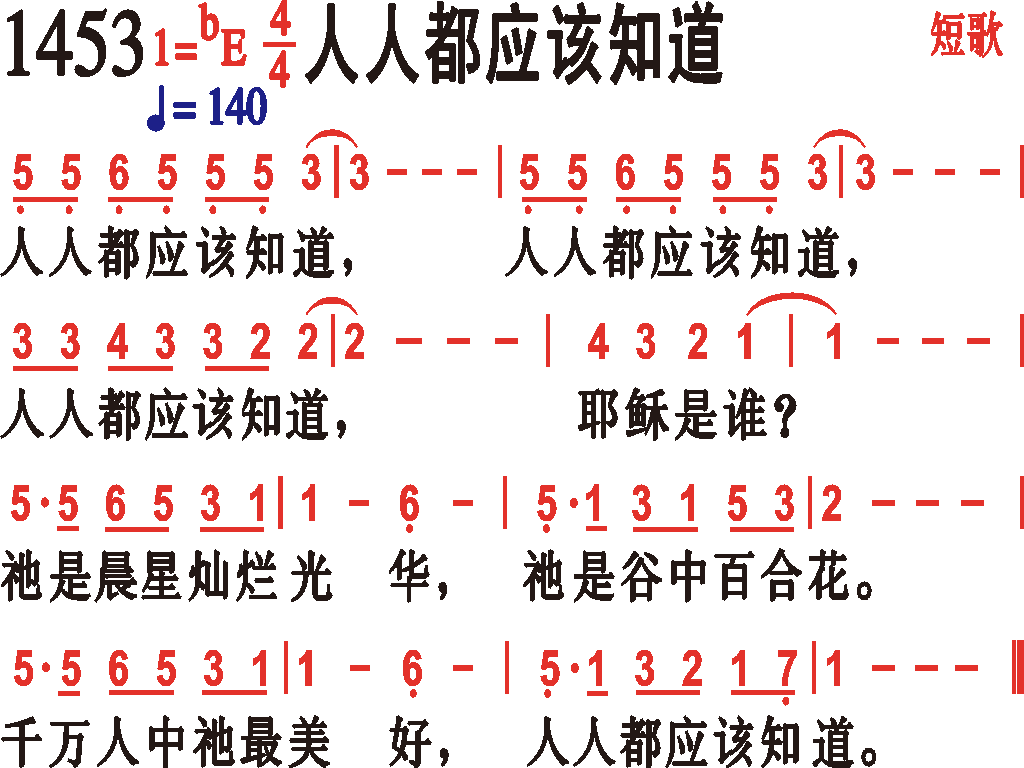 1453 1=ᵇE 4/4 人人都应该知道 短歌
♩= 140
5 5 6 5 5 5 3|3 - - - |5 5 6 5 5 5 3|3 - - - |
人人都应该知道， 人人都应该知道，
3 3 4 3 3 2 2|2 - - - | 4 3 2 1 | 1 - - - |
人人都应该知道， 耶稣是谁？
5·5 6 5 3 1|1 - 6 - | 5·1 3 1 5 3|2 - - - |
祂是晨星灿烂光 华， 祂是谷中百合花。
5·5 6 5 3 1|1 - 6 - | 5·1 3 2 1 7|1 - - - ‖
千万人中祂最美 好， 人人都应该知道。